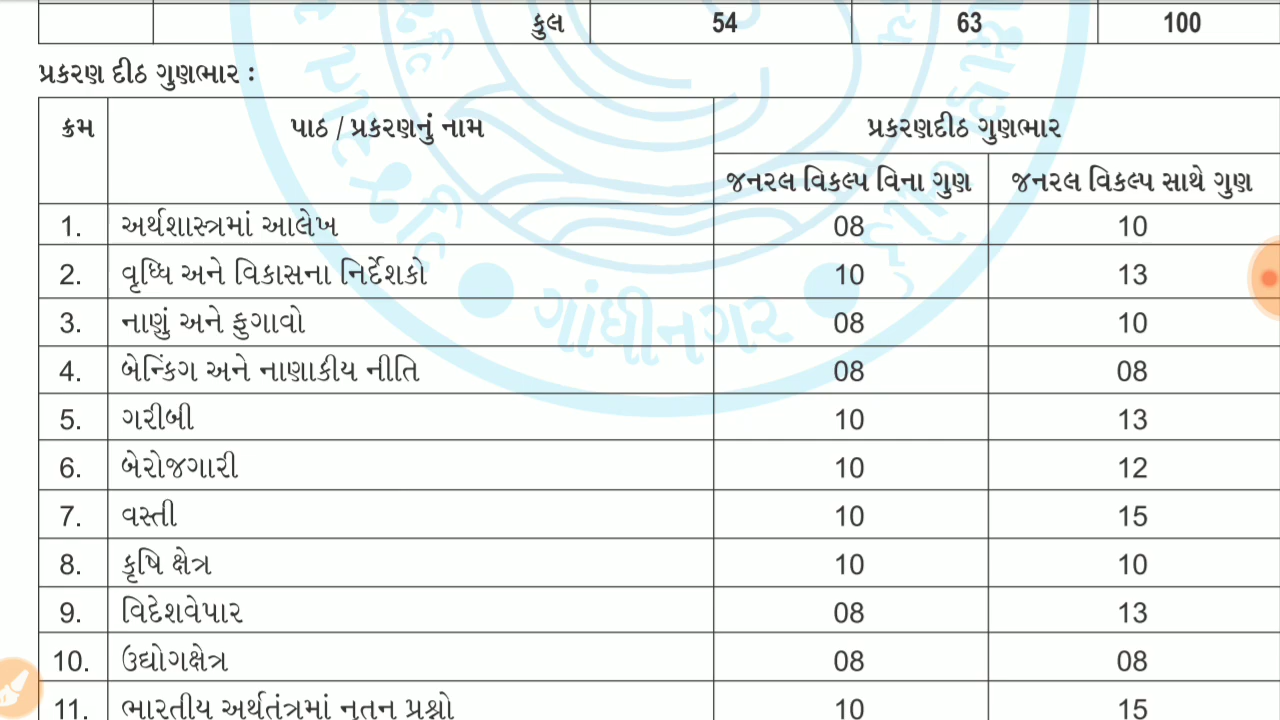 કુલ 54 63 100
પ્રકરણ દીઠ ગુણભાર :
ક્રમ પાઠ / પ્રકરણનું નામ પ્રકરણદીઠ ગુણભાર
જનરલ વિકલ્પ વિના ગુણ જનરલ વિકલ્પ સાથે ગુણ
1. અર્થશાસ્ત્રમાં આલેખ 08 10
2. વૃધ્ધિ અને વિકાસના નિર્દેશકો 10 13
3. નાણું અને ફુગાવો 08 10
4. બેન્કિંગ અને નાણાકીય નીતિ 08 08
5. ગરીબી 10 13
6. બેરોજગારી 10 12
7. વસ્તી 10 15
8. કૃષિ ક્ષેત્ર 10 10
9. વિદેશવેપાર 08 13
10. ઉદ્યોગક્ષેત્ર 08 08
11. ભારતીય અર્થતંત્રમાં નૂતન પ્રશ્નો 10 15
ગાંધીનગર